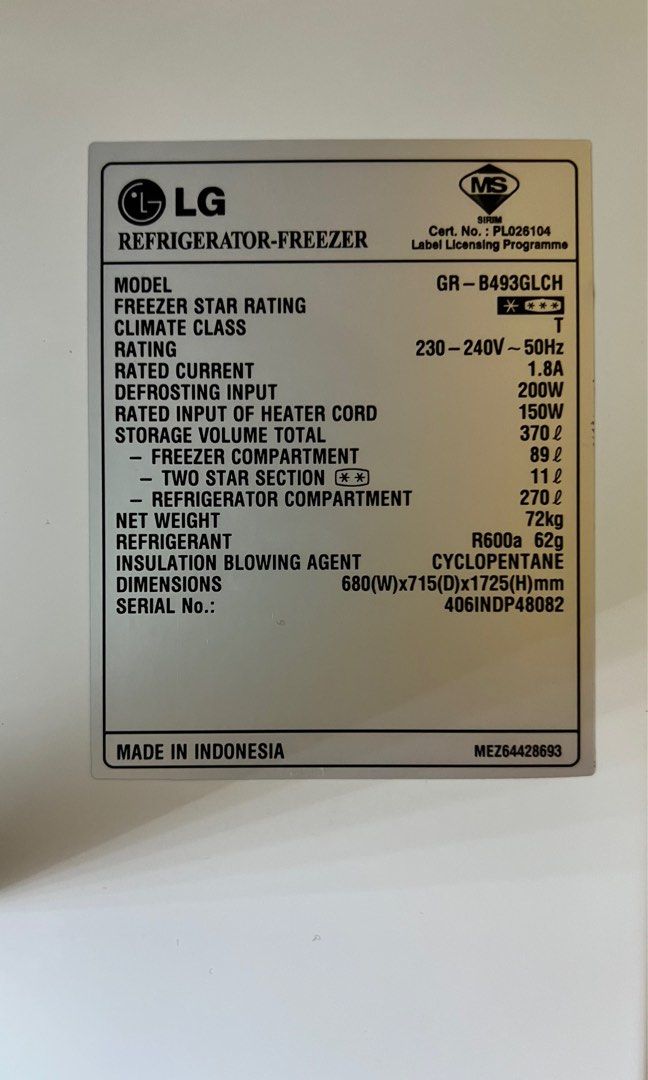 LG
REFRIGERATOR-FREEZER
MS
SIRIM
Cert. No. : PL026104
Label Licensing Programme
MODEL GR-B493GLCH
FREEZER STAR RATING * ***
CLIMATE CLASS T
RATING 230-240V~50Hz
RATED CURRENT 1.8A
DEFROSTING INPUT 200W
RATED INPUT OF HEATER CORD 150W
STORAGE VOLUME TOTAL 370ℓ
– FREEZER COMPARTMENT 89ℓ
– TWO STAR SECTION ** 11ℓ
– REFRIGERATOR COMPARTMENT 270ℓ
NET WEIGHT 72kg
REFRIGERANT R600a 62g
INSULATION BLOWING AGENT CYCLOPENTANE
DIMENSIONS 680(W)x715(D)x1725(H)mm
SERIAL No.: 406INDP48082
MADE IN INDONESIA MEZ64428693